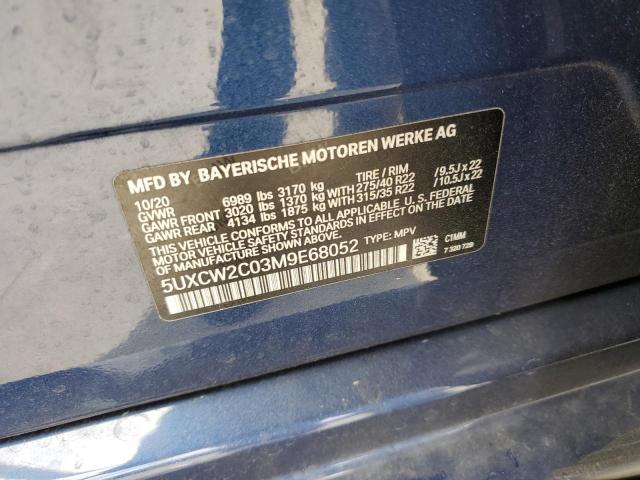 MFD BY BAYERISCHE MOTOREN WERKE AG
10/20 TIRE / RIM
GVWR 6989 lbs 3170 kg
GAWR FRONT 3020 lbs 1370 kg WITH 275/40 R22 / 9.5J x 22
GAWR REAR 4134 lbs 1875 kg WITH 315/35 R22 / 10.5J x 22
THIS VEHICLE CONFORMS TO ALL APPLICABLE U.S. FEDERAL
MOTOR VEHICLE SAFETY STANDARDS IN EFFECT ON THE DATE
OF MANUFACTURE SHOWN ABOVE.
5UXCW2C03M9E68052 TYPE: MPV
C1MM
7 320 729